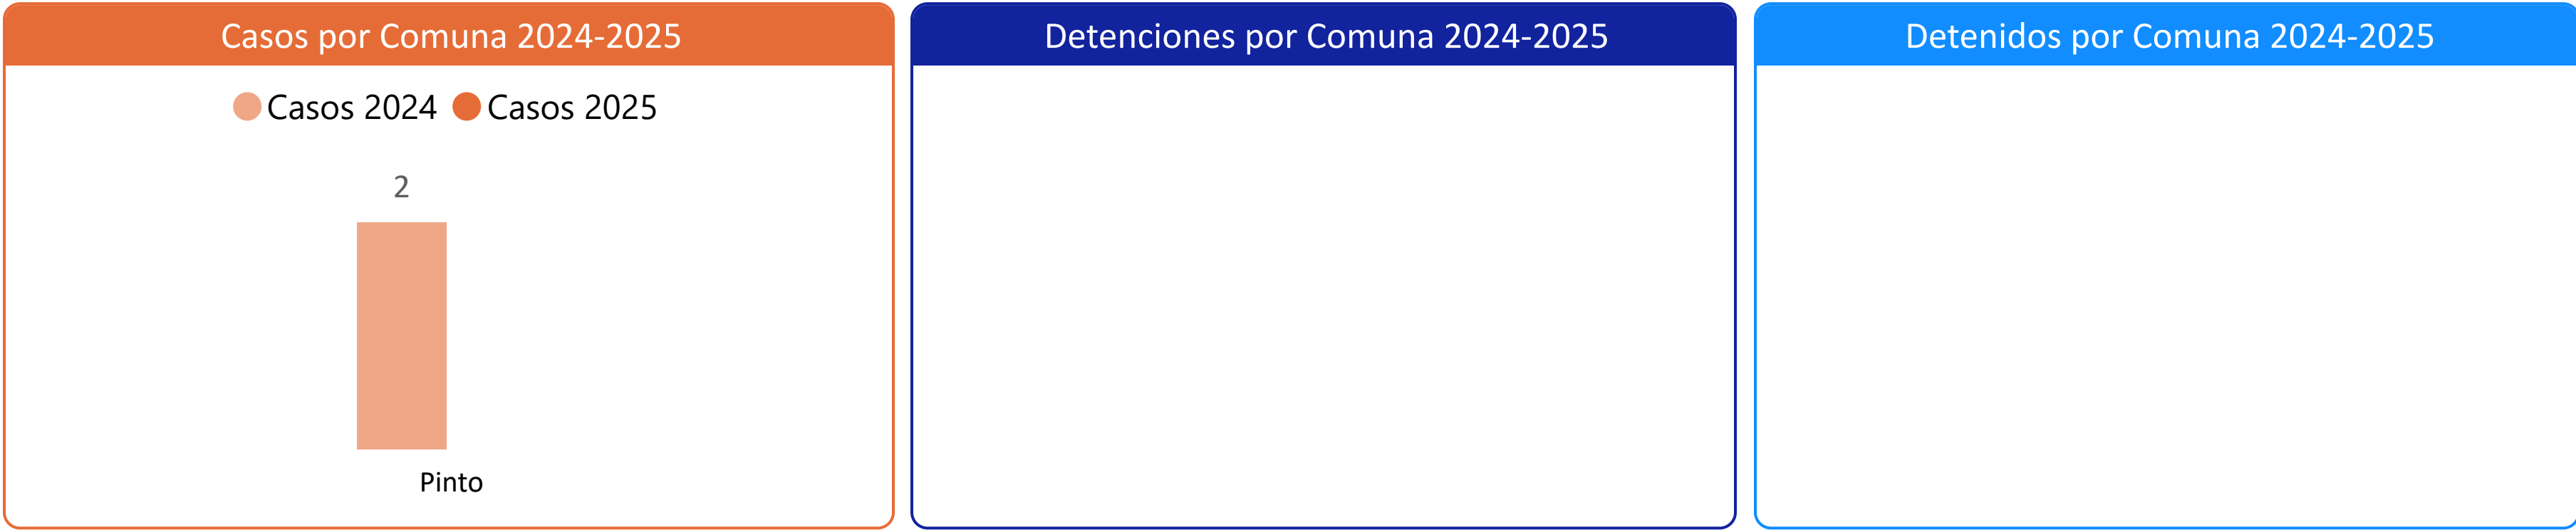 Casos por Comuna 2024-2025
Casos 2024 Casos 2025
2
Pinto
Detenciones por Comuna 2024-2025
Detenidos por Comuna 2024-2025